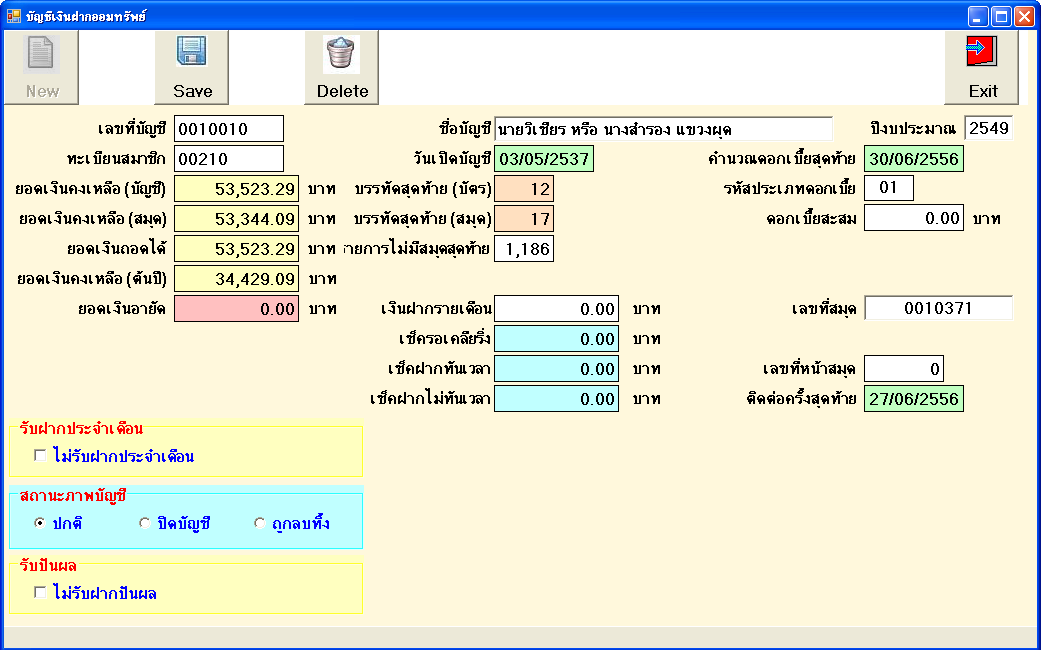 บัญชีเงินฝากออมทรัพย์
New Save Delete Exit
เลขที่บัญชี 0010010 ชื่อบัญชี นายวิเชียร หรือ นางสำรอง แขวงผุด ปีงบประมาณ 2549
ทะเบียนสมาชิก 00210 วันเปิดบัญชี 03/05/2537 คำนวณดอกเบี้ยสุดท้าย 30/06/2556
ยอดเงินคงเหลือ (บัญชี) 53,523.29 บาท บรรทัดสุดท้าย (บัตร) 12 รหัสประเภทดอกเบี้ย 01
ยอดเงินคงเหลือ (สมุด) 53,344.09 บาท บรรทัดสุดท้าย (สมุด) 17 ดอกเบี้ยสะสม 0.00 บาท
ยอดเงินถอนได้ 53,523.29 บาท รายการไม่มีสมุดสุดท้าย 1,186
ยอดเงินคงเหลือ (ต้นปี) 34,429.09 บาท
ยอดเงินอายัด 0.00 บาท เงินฝากรายเดือน 0.00 บาท เลขที่สมุด 0010371
เช็ครอเคลียริ่ง 0.00 บาท
เช็คฝากทันเวลา 0.00 บาท เลขที่หน้าสมุด 0
เช็คฝากไม่ทันเวลา 0.00 บาท ติดต่อครั้งสุดท้าย 27/06/2556
รับฝากประจำเดือน
ไม่รับฝากประจำเดือน
สถานะภาพบัญชี
ปกติ ปิดบัญชี ถูกลบทิ้ง
รับปันผล
ไม่รับฝากปันผล